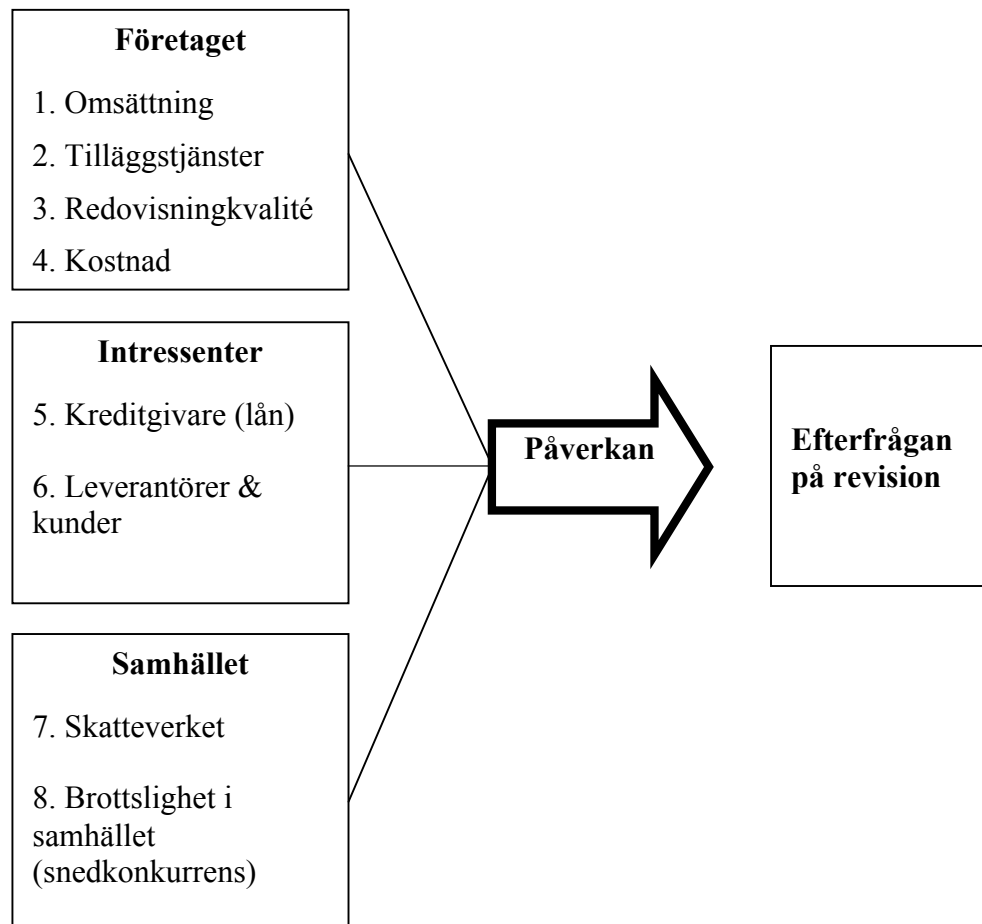 Företaget
1. Omsättning
2. Tilläggstjänster
3. Redovisningkvalité
4. Kostnad
Intressenter
5. Kreditgivare (lån)
6. Leverantörer &
kunder
Samhället
7. Skatteverket
8. Brottslighet i
samhället
(snedkonkurrens)
Påverkan
Efterfrågan
på revision